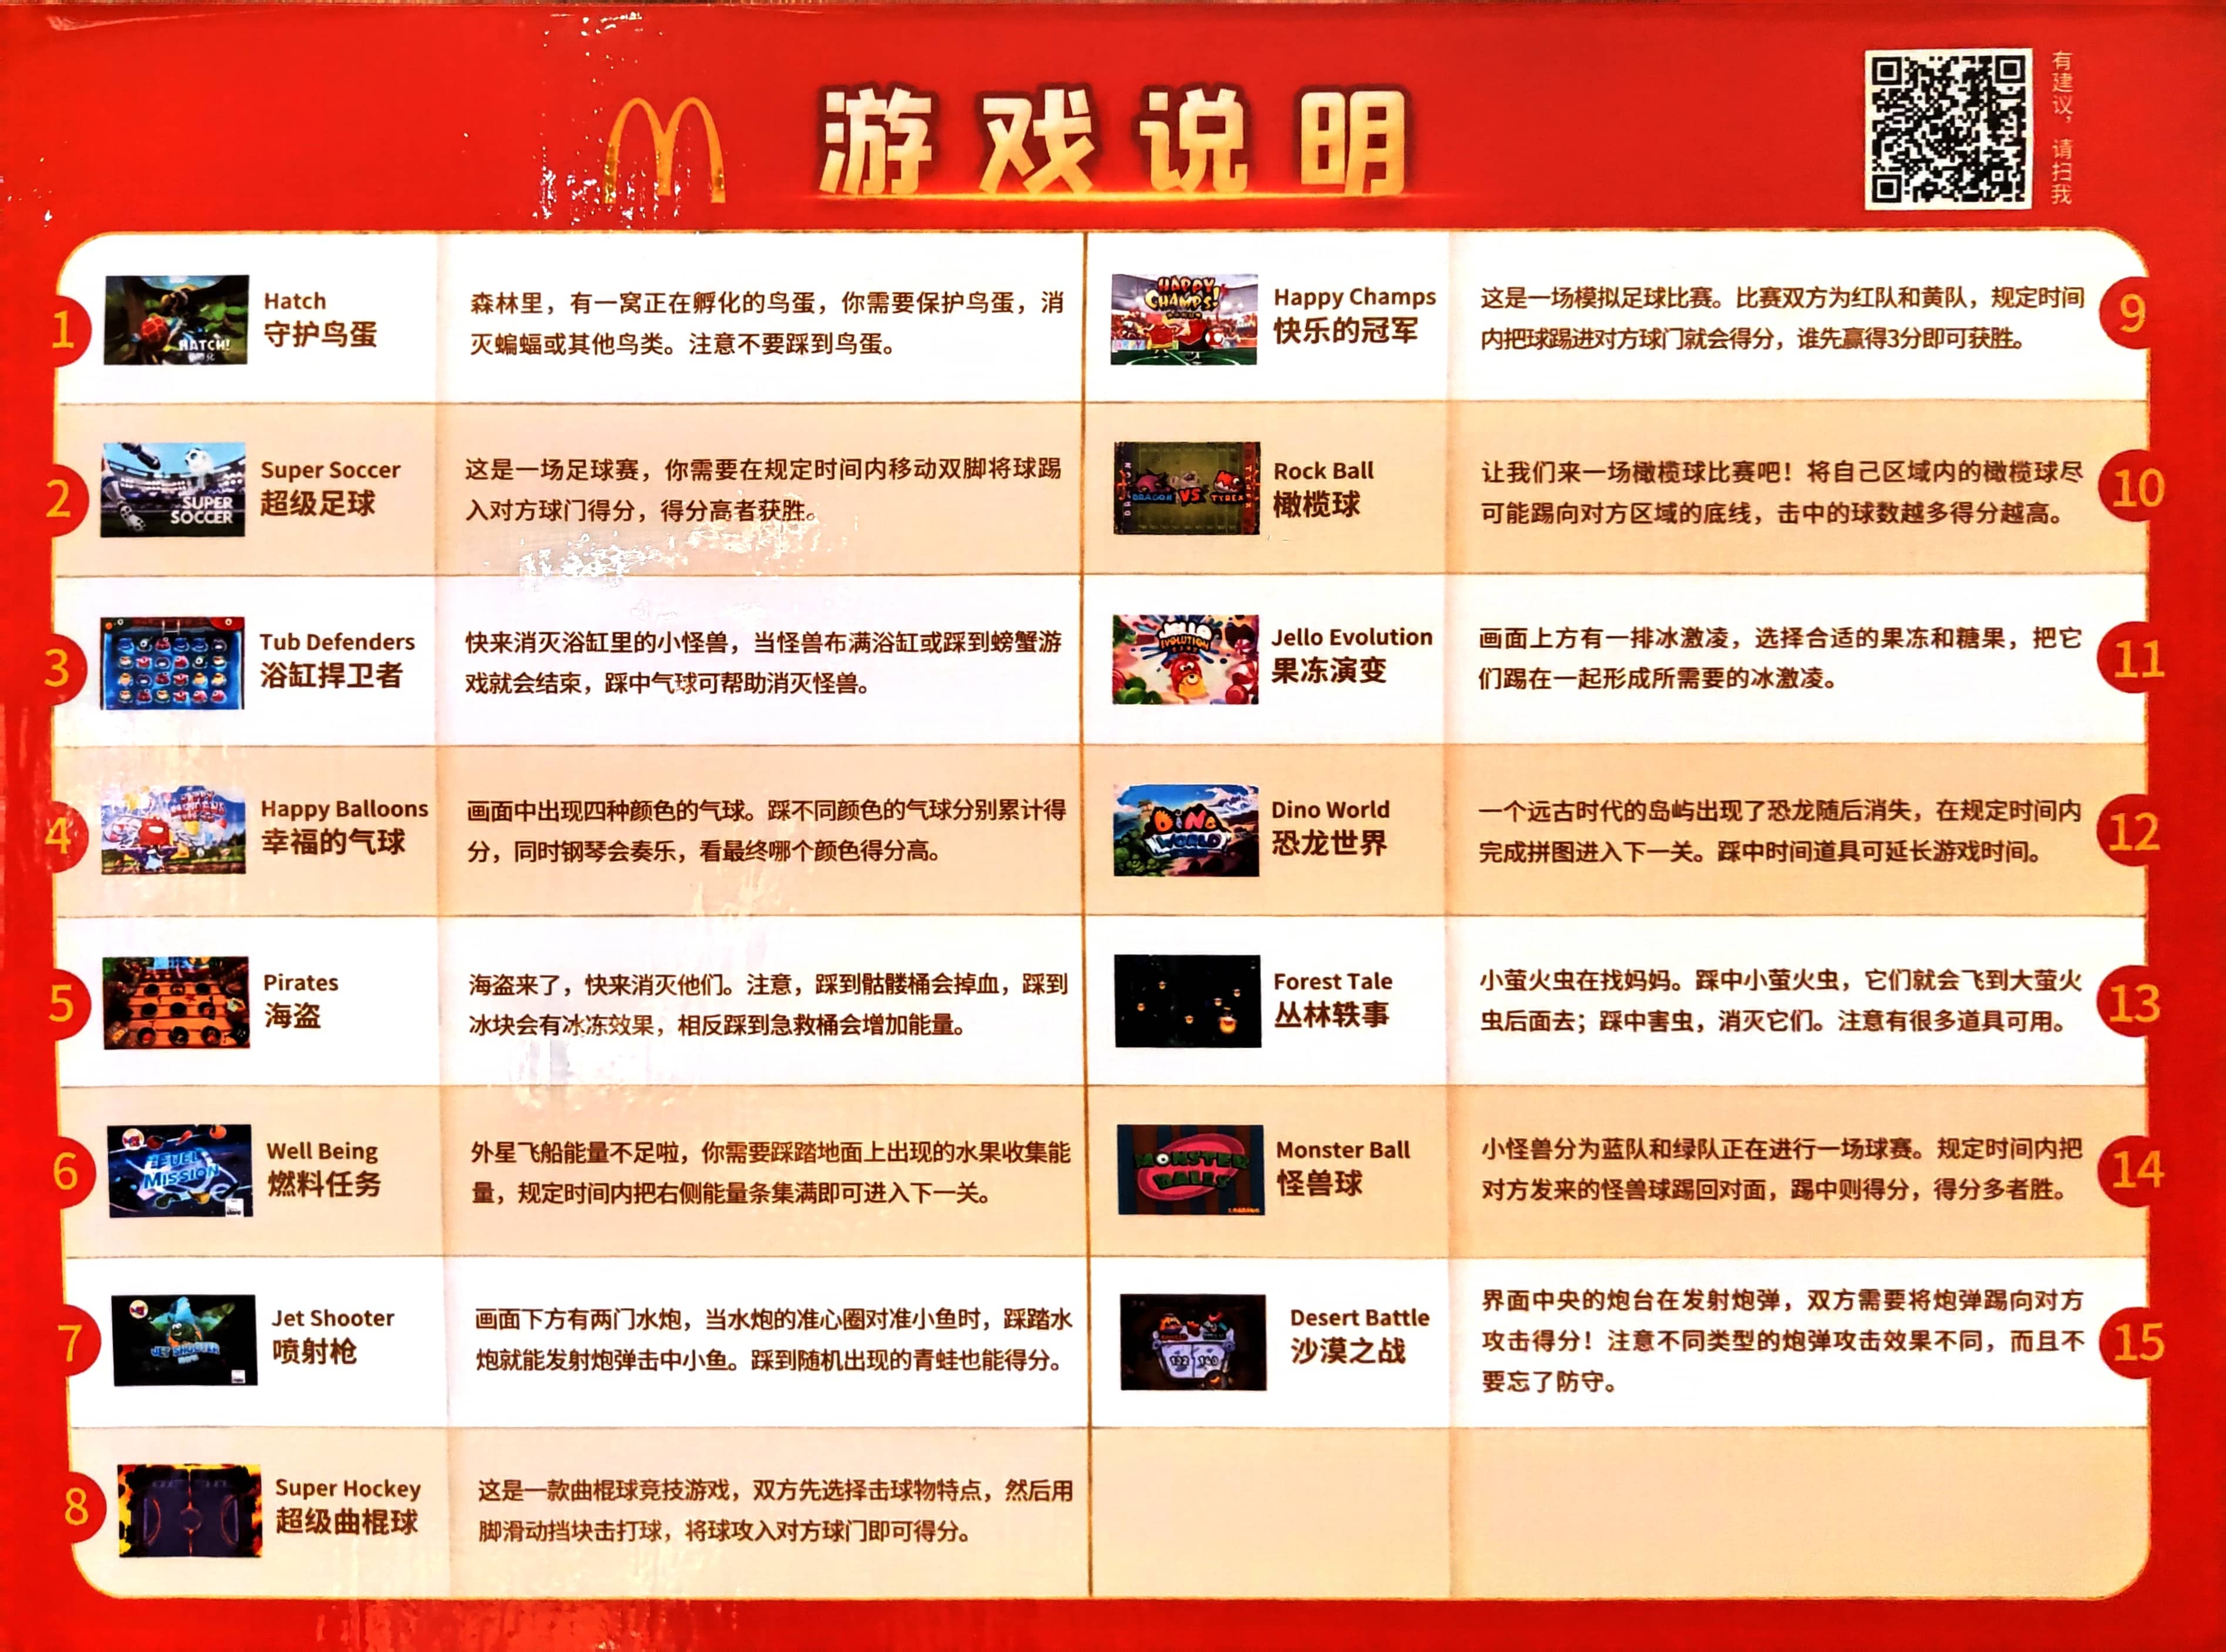 游戏说明
有建议，请扫我
1
HATCH!
Hatch
守护鸟蛋
森林里，有一窝正在孵化的鸟蛋，你需要保护鸟蛋，消
灭蝙蝠或其他鸟类。注意不要踩到鸟蛋。
2
SUPER
SOCCER
Super Soccer
超级足球
这是一场足球赛，你需要在规定时间内移动双脚将球踢
入对方球门得分，得分高者获胜。
3
Tub Defenders
浴缸捍卫者
快来消灭浴缸里的小怪兽，当怪兽布满浴缸或踩到螃蟹游
戏就会结束，踩中气球可帮助消灭怪兽。
4
Happy Balloons
幸福的气球
画面中出现四种颜色的气球。踩不同颜色的气球分别累计得
分，同时钢琴会奏乐，看最终哪个颜色得分高。
5
Pirates
海盗
海盗来了，快来消灭他们。注意，踩到骷髅桶会掉血，踩到
冰块会有冰冻效果，相反踩到急救桶会增加能量。
6
FUEL
MISSION
Well Being
燃料任务
外星飞船能量不足啦，你需要踩踏地面上出现的水果收集能
量，规定时间内把右侧能量条集满即可进入下一关。
7
JET SHOOTER
Jet Shooter
喷射枪
画面下方有两门水炮，当水炮的准心圈对准小鱼时，踩踏水
炮就能发射炮弹击中小鱼。踩到随机出现的青蛙也能得分。
8
Super Hockey
超级曲棍球
这是一款曲棍球竞技游戏，双方先选择击球物特点，然后用
脚滑动挡块击打球，将球攻入对方球门即可得分。
HAPPY
CHAMPS!
Happy Champs
快乐的冠军
这是一场模拟足球比赛。比赛双方为红队和黄队，规定时间
内把球踢进对方球门就会得分，谁先赢得3分即可获胜。
9
DRAGON VS TYREX
Rock Ball
橄榄球
让我们来一场橄榄球比赛吧！将自己区域内的橄榄球尽
可能踢向对方区域的底线，击中的球数越多得分越高。
10
JELLO
EVOLUTION
Jello Evolution
果冻演变
画面上方有一排冰激凌，选择合适的果冻和糖果，把它
们踢在一起形成所需要的冰激凌。
11
DINO
WORLD
Dino World
恐龙世界
一个远古时代的岛屿出现了恐龙随后消失，在规定时间内
完成拼图进入下一关。踩中时间道具可延长游戏时间。
12
Forest Tale
丛林轶事
小萤火虫在找妈妈。踩中小萤火虫，它们就会飞到大萤火
虫后面去；踩中害虫，消灭它们。注意有很多道具可用。
13
MONSTER
BALLS
Monster Ball
怪兽球
小怪兽分为蓝队和绿队正在进行一场球赛。规定时间内把
对方发来的怪兽球踢回对面，踢中则得分，得分多者胜。
14
132 140
Desert Battle
沙漠之战
界面中央的炮台在发射炮弹，双方需要将炮弹踢向对方
攻击得分！注意不同类型的炮弹攻击效果不同，而且不
要忘了防守。
15